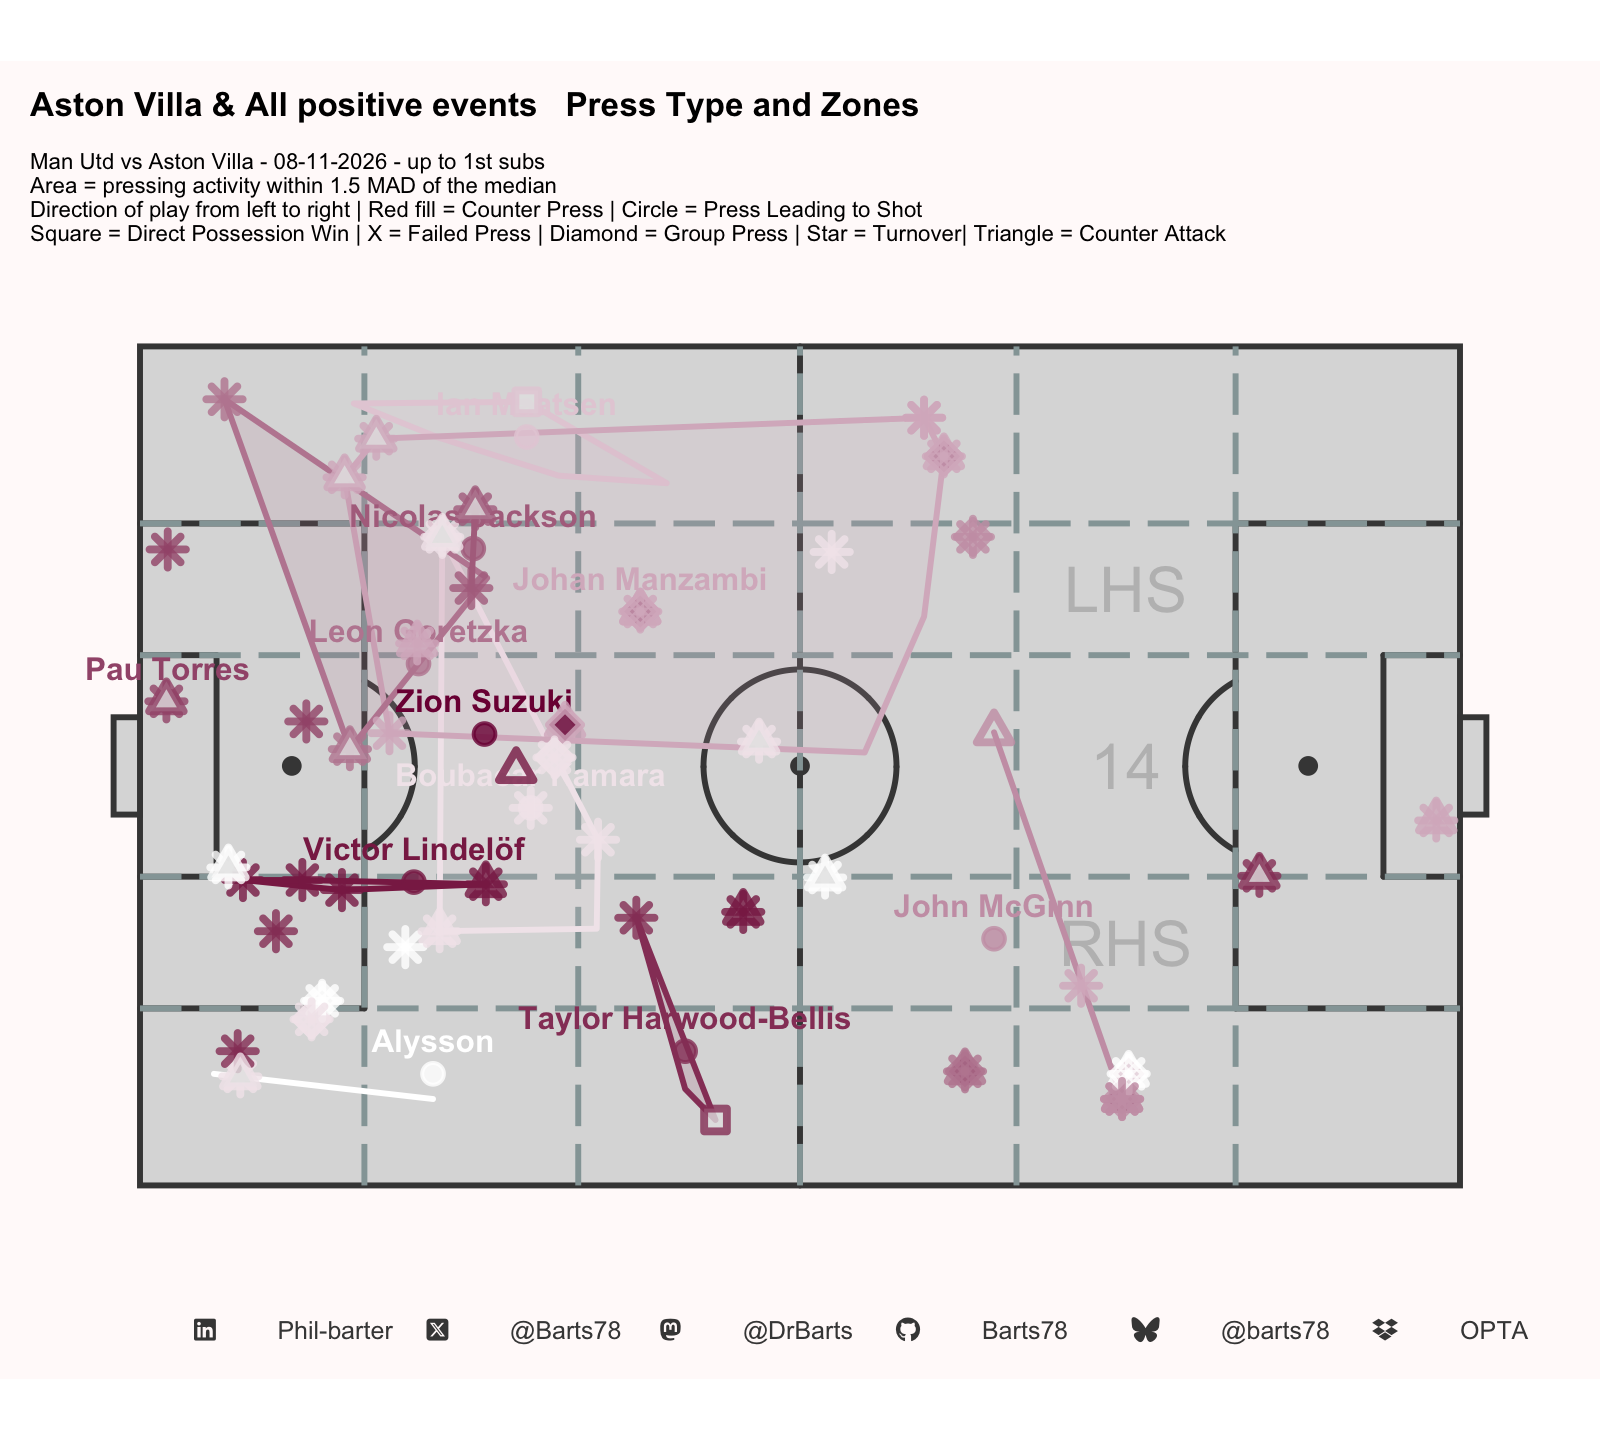 Aston Villa & All positive events   Press Type and Zones
Man Utd vs Aston Villa - 08-11-2026 - up to 1st subs
Area = pressing activity within 1.5 MAD of the median
Direction of play from left to right | Red fill = Counter Press | Circle = Press Leading to Shot
Square = Direct Possession Win | X = Failed Press | Diamond = Group Press | Star = Turnover| Triangle = Counter Attack
Ian Maatsen
Nicolas Jackson
Johan Manzambi
LHS
Leon Goretzka
Pau Torres
Zion Suzuki
14
Boubacar Kamara
Victor Lindelöf
John McGinn
RHS
Taylor Harwood-Bellis
Alysson
Phil-barter @Barts78 @DrBarts Barts78 @barts78 OPTA